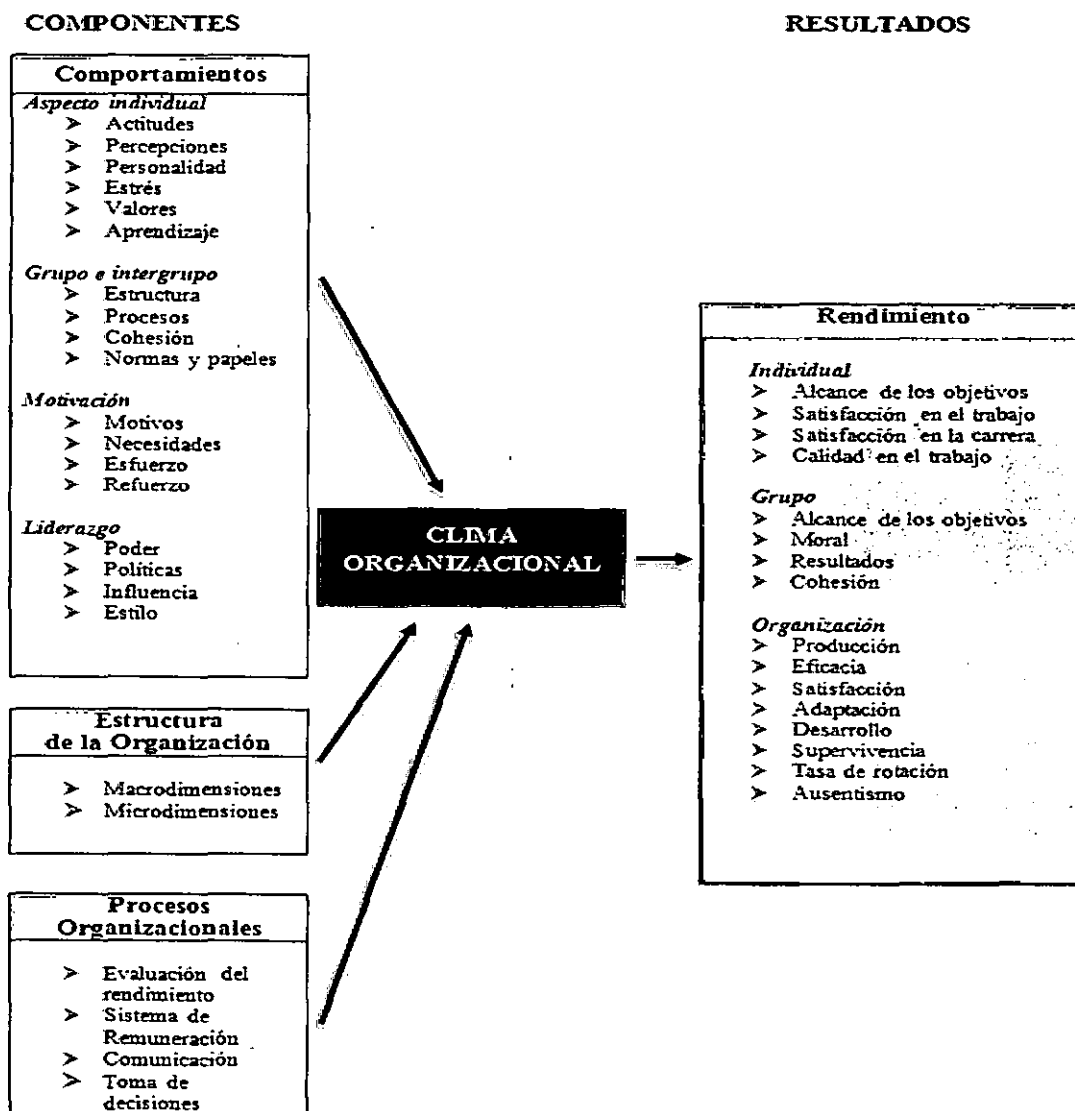 COMPONENTES
RESULTADOS
Comportamientos
Aspecto individual
➤ Actitudes
➤ Percepciones
➤ Personalidad
➤ Estrés
➤ Valores
➤ Aprendizaje
Grupo e intergrupo
➤ Estructura
➤ Procesos
➤ Cohesión
➤ Normas y papeles
Motivación
➤ Motivos
➤ Necesidades
➤ Esfuerzo
➤ Refuerzo
Liderazgo
➤ Poder
➤ Políticas
➤ Influencia
➤ Estilo
Estructura
de la Organización
➤ Macrodimensiones
➤ Microdimensiones
Procesos
Organizacionales
➤ Evaluación del
rendimiento
➤ Sistema de
Remuneración
➤ Comunicación
➤ Toma de
decisiones
CLIMA
ORGANIZACIONAL
Rendimiento
Individual
➤ Alcance de los objetivos
➤ Satisfacción en el trabajo
➤ Satisfacción en la carrera
➤ Calidad en el trabajo
Grupo
➤ Alcance de los objetivos
➤ Moral
➤ Resultados
➤ Cohesión
Organización
➤ Producción
➤ Eficacia
➤ Satisfacción
➤ Adaptación
➤ Desarrollo
➤ Supervivencia
➤ Tasa de rotación
➤ Ausentismo